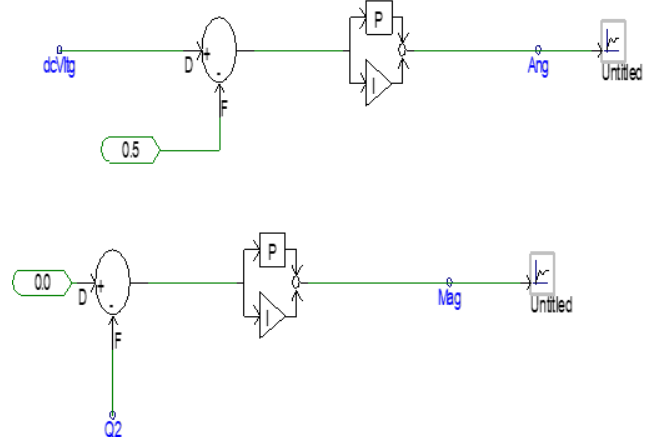 P
dcVltg
D
+
-
I
Ang
Untitled
F
0.5
P
0.0
D
+
-
I
Mag
Untitled
F
Q2